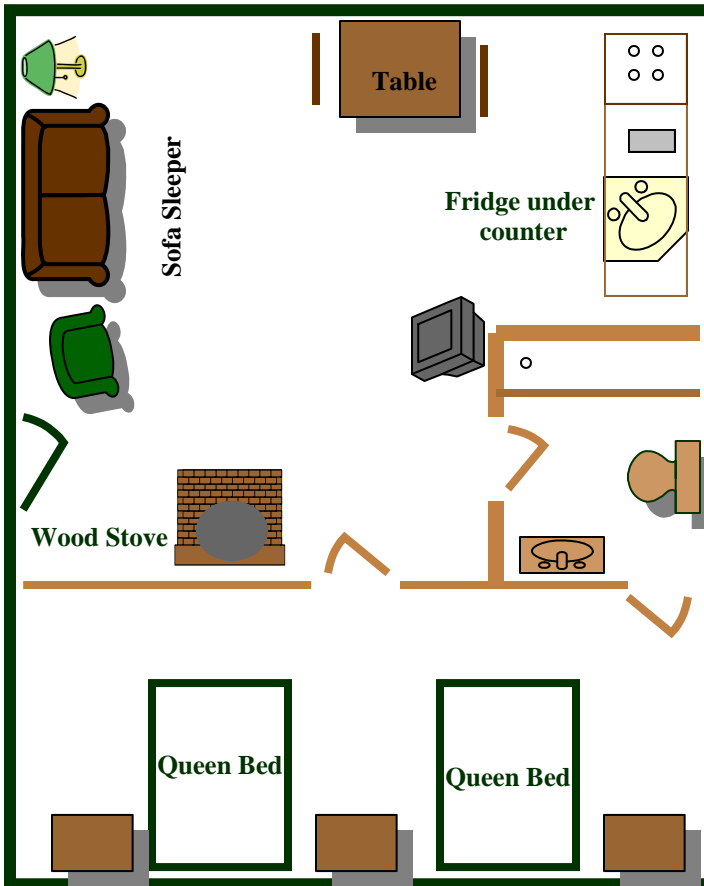 Table
Sofa Sleeper
Fridge under
counter
Wood Stove
Queen Bed
Queen Bed